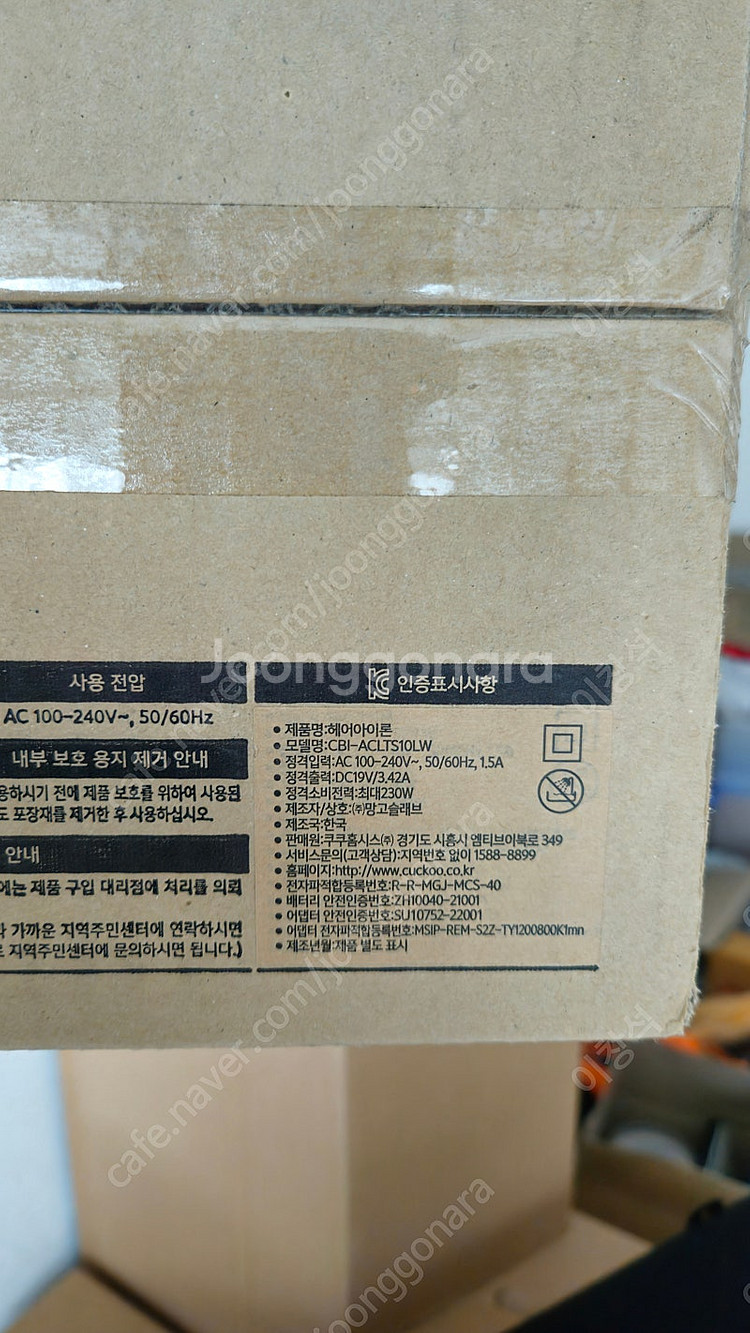 사용 전압
AC 100-240V~, 50/60Hz
내부 보호 용지 제거 안내
용하시기 전에 제품 보호를 위하여 사용된
도 포장재를 제거한 후 사용하십시오.
안내
에는 제품 구입 대리점에 처리를 의뢰
가까운 지역주민센터에 연락하시면
지역주민센터에 문의하시면 됩니다.)
인증표시사항
• 제품명:헤어아이론
• 모델명:CBI-ACLTS10LW
• 정격입력:AC 100-240V~, 50/60Hz, 1.5A
• 정격출력:DC19V/3.42A
• 정격소비전력:최대230W
• 제조자/상호:㈜망고슬래브
• 제조국:한국
• 판매원:쿠쿠홈시스㈜ 경기도 시흥시 엠티브이북로 349
• 서비스문의(고객상담):지역번호 없이 1588-8899
• 홈페이지:http://www.cuckoo.co.kr
• 전자파적합등록번호:R-R-MGJ-MCS-40
• 배터리 안전인증번호:ZH10040-21001
• 어댑터 안전인증번호:SU10752-22001
• 어댑터 전자파적합등록번호:MSIP-REM-S2Z-TY1200800K1mn
• 제조년월:제품 별도 표시
Joonggonara
cafe.naver.com/joonggonara
이창석